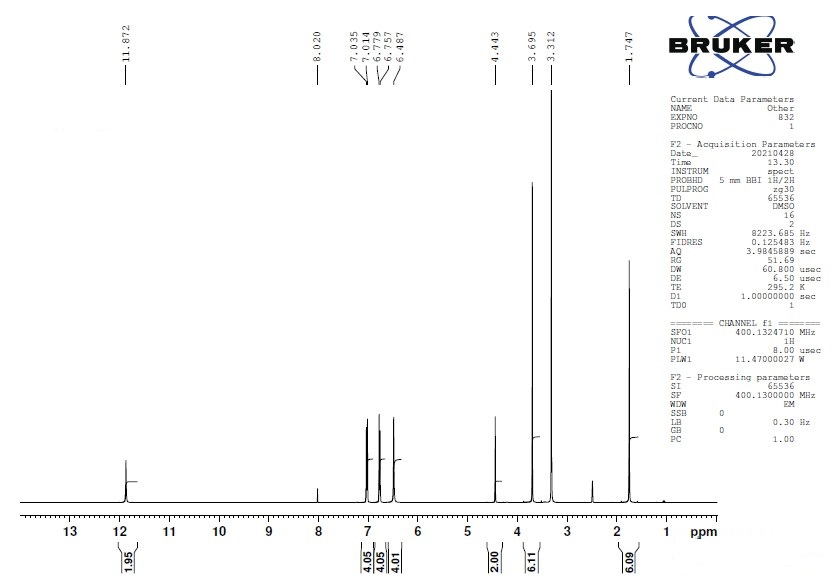 11.872
8.020
7.035
7.014
6.779
6.757
6.487
4.443
3.695
3.312
1.747
BRUKER
Current Data Parameters
NAME Other
EXPNO 832
PROCNO 1
F2 - Acquisition Parameters
Date_ 20210428
Time 13.30
INSTRUM spect
PROBHD 5 mm BBI 1H/2H
PULPROG zg30
TD 65536
SOLVENT DMSO
NS 16
DS 2
SWH 8223.685 Hz
FIDRES 0.125483 Hz
AQ 3.9845889 sec
RG 51.69
DW 60.800 usec
DE 6.50 usec
TE 295.2 K
D1 1.00000000 sec
TD0 1
======== CHANNEL f1 ========
SFO1 400.1324710 MHz
NUC1 1H
P1 8.00 usec
PLW1 11.47000027 W
F2 - Processing parameters
SI 65536
SF 400.1300000 MHz
WDW EM
SSB 0
LB 0.30 Hz
GB 0
PC 1.00
13 12 11 10 9 8 7 6 5 4 3 2 1 ppm
1.95
4.05
4.05
4.01
2.00
6.11
6.09